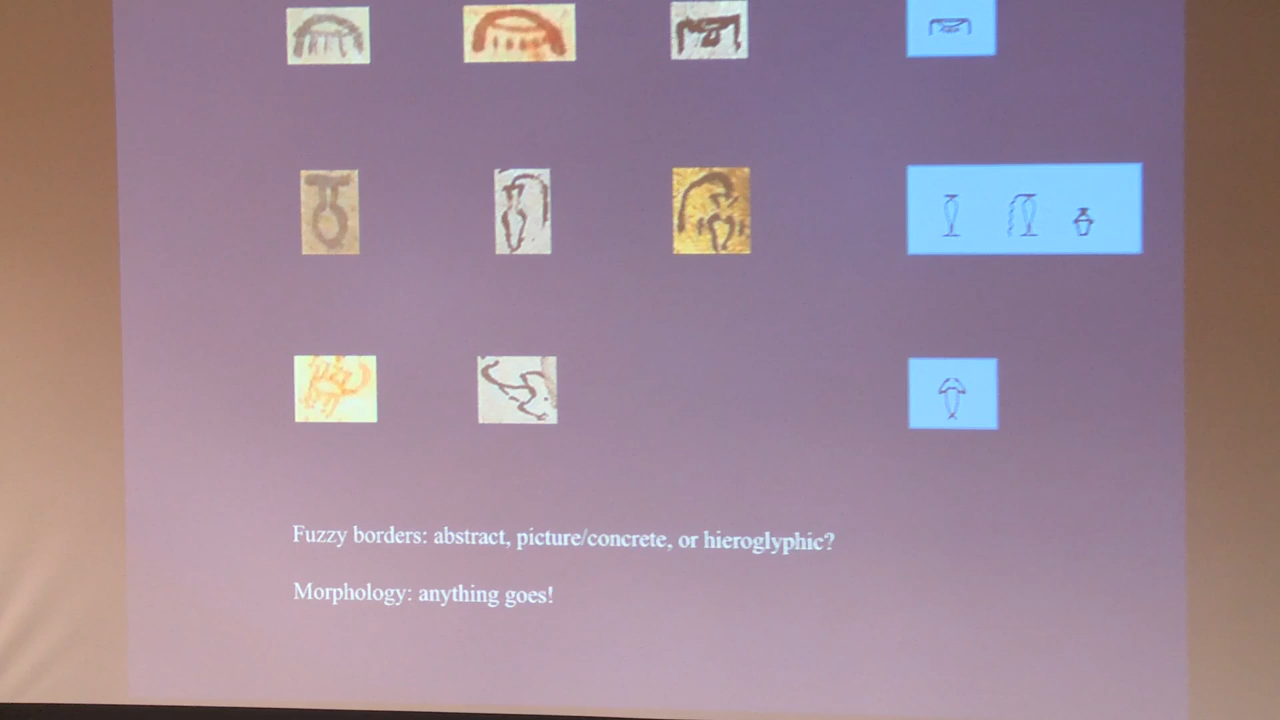 Fuzzy borders: abstract, picture/concrete, or hieroglyphic?
Morphology: anything goes!